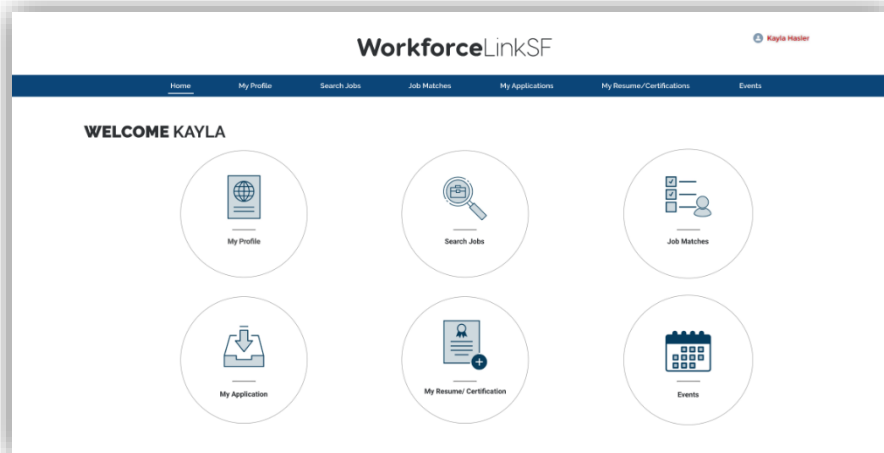 WorkforceLinkSF
Kayla Hasler
Home My Profile Search Jobs Job Matches My Applications My Resume/Certifications Events
WELCOME KAYLA
My Profile Search Jobs Job Matches
My Application My Resume/ Certification Events